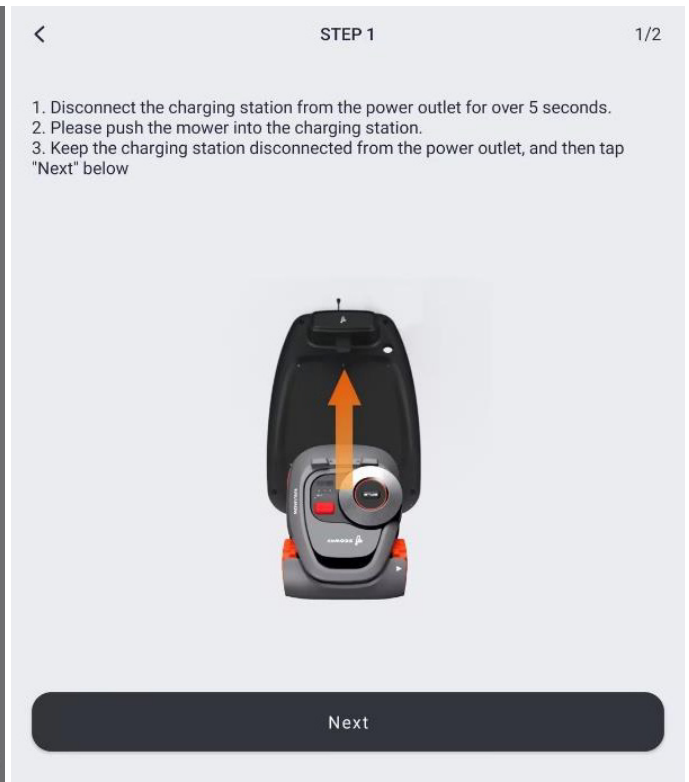 STEP 1
1/2
1. Disconnect the charging station from the power outlet for over 5 seconds.
2. Please push the mower into the charging station.
3. Keep the charging station disconnected from the power outlet, and then tap
"Next" below
Next